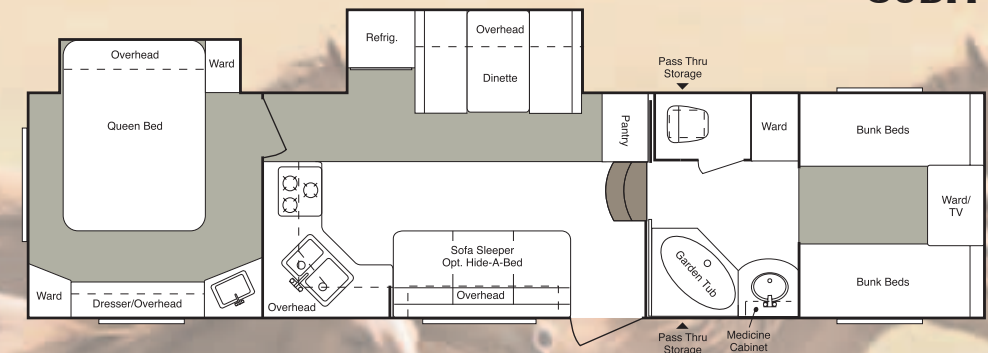 Overhead
Ward
Queen Bed
Ward
Dresser/Overhead
Refrig.
Overhead
Dinette
Pantry
Overhead
Sofa Sleeper
Opt. Hide-A-Bed
Overhead
Pass Thru
Storage
Ward
Garden Tub
Pass Thru
Storage
Medicine
Cabinet
Bunk Beds
Ward/
TV
Bunk Beds